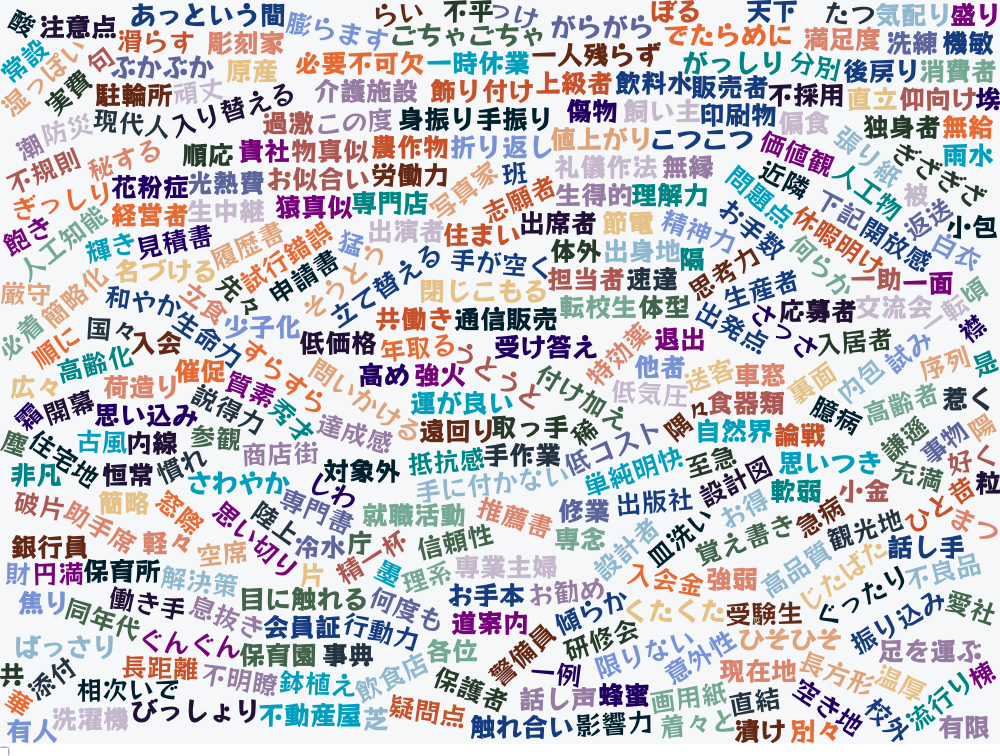 酸 注意点 あっという間 膨らます らい 不平 つけ がらがら ぼる 天下 たつ 気配り 盛り
常設 湿っぽい 滑らす 彫刻家 ごちゃごちゃ でたらめに 満足度 洗練 機敏
句 ぶかぶか 原産 必要不可欠 一時休業 一人残らず がっしり 分別 後戻り 消費者
実費 駐輪所 頑丈 入り替える 介護施設 飾り付け 上級者 飲料水 販売者 不採用 直立 仰向け 埃
潮 防災 現代人 過激 この度 身振り手振り 傷物 飼い主 印刷物 偏食 独身者 無給
不規則 秘する 順応 貴社 物真似 農作物 折り返し 値上がり こつこつ 価値観 張り紙 ぎざぎざ 雨水
ぎっしり 花粉症 光熱費 お似合い 労働力 写真家 班 礼儀作法 無縁 近隣 人工物
飽き 人工知能 経営者 生中継 猿真似 専門店 志願者 生得的 理解力 問題点 休暇明け 下記 開放感 被 返送 小包
輝き 見積書 履歴書 試行錯誤 猛 出演者 住まい 出席者 節電 精神力 お手数 白衣
厳守 簡略化 名づける 先々 申請書 そうとう 立て替える 手が空く 体外 出身地 隔 思考力 何らか 一助 一面
必着 和やか 立食 閉じこもる 担当者 速達 生産者 交流会 一転 頃
順に 国々 入会 生命力 少子化 共働き 通信販売 転校生 体型 出発点 さっさ 応募者 襟
高齢化 低価格 年取る うとうと 受け答え 特効薬 退出 入居者 試み 序列 是
広々 荷造り 催促 すらすら 問いかける 高め 強火 付け加え 他者 送客 車窓 裏面 内包
霜 開幕 思い込み 質素 秀才 運が良い 低気圧 隅々 食器類 臆病 高齢者 惹く
塵 住宅地 古風 内線 説得力 参観 達成感 遠回り 取っ手 補 自然界 論戦 謙遜 事物 陽
非凡 恒常 慣れ 商店街 対象外 抵抗感 手作業 低コスト 単純明快 至急 思いつき 充満 好く
破片 簡略 さわやか しわ 手に付かない 設計図 軟弱 小金 苛 粒
助手席 窓際 思い切り 陸上 専門書 就職活動 推薦書 修業 出版社 お得 急病 ひと まつ
銀行員 軽々 空席 冷水 庁 一杯 信頼性 専念 設計者 皿洗い 覚え書き 観光地 話し手
財 円満 保育所 解決策 片 精 墨 理系 専業主婦 入会金 強弱 高品質 じたばた 不良品
焦り 同年代 働き手 息抜き 目に触れる 何度も お手本 お勧め 傾らか くたくた 受験生 ぐったり 振り込み 愛社
ばっさり ぐんぐん 会員証 行動力 道案内 研修会 限りない 意外性 ひそひそ 足を運ぶ
共 添付 長距離 保育園 事典 各位 警備員 一例 現在地 長方形 温厚 棟
華 相次いで 不明瞭 鉢植え 飲食店 保護者 話し声 蜂蜜 画用紙 直結 空き地 校外 流行り
有人 洗濯機 びっしょり 不動産屋 芝 疑問点 触れ合い 影響力 着々と 漬け 別々 有限